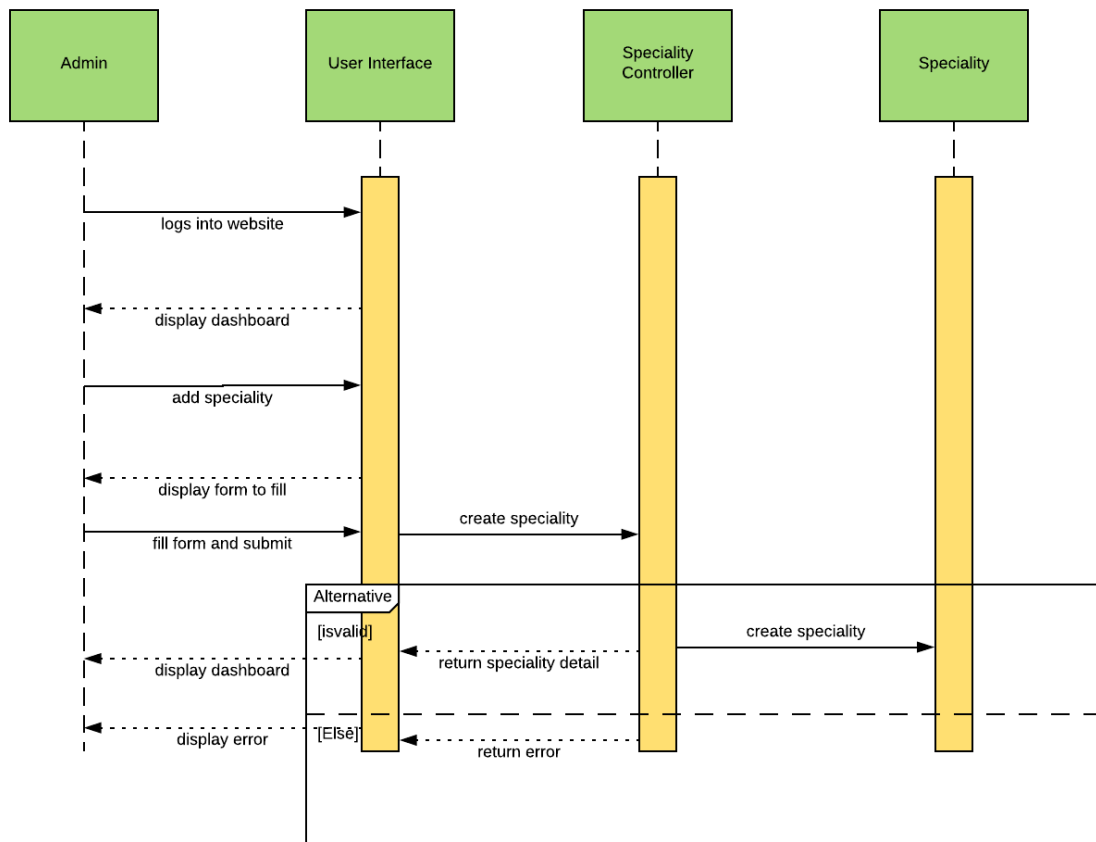 Admin
User Interface
Speciality
Controller
Speciality
logs into website
display dashboard
add speciality
display form to fill
fill form and submit
create speciality
Alternative
[isvalid]
create speciality
display dashboard
return speciality detail
[Else]
display error
return error